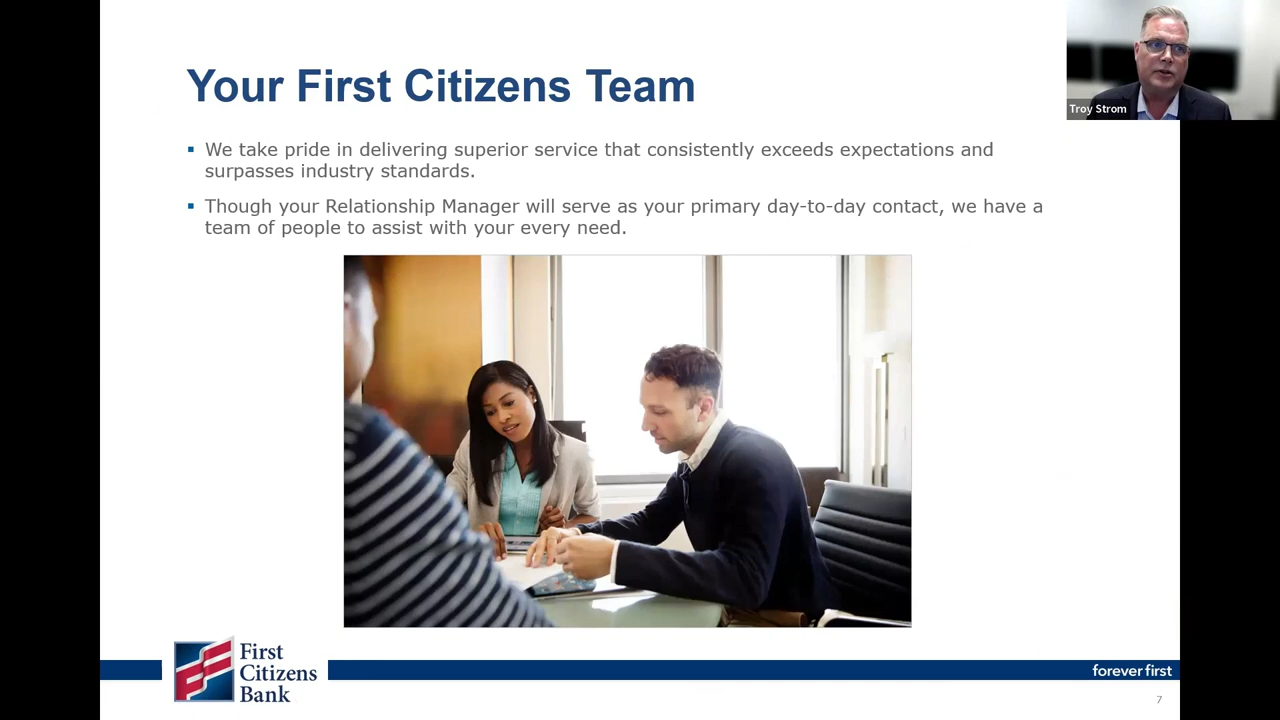 Your First Citizens Team
Troy Strom
▪ We take pride in delivering superior service that consistently exceeds expectations and
surpasses industry standards.
▪ Though your Relationship Manager will serve as your primary day-to-day contact, we have a
team of people to assist with your every need.
First
Citizens
Bank
forever first
7